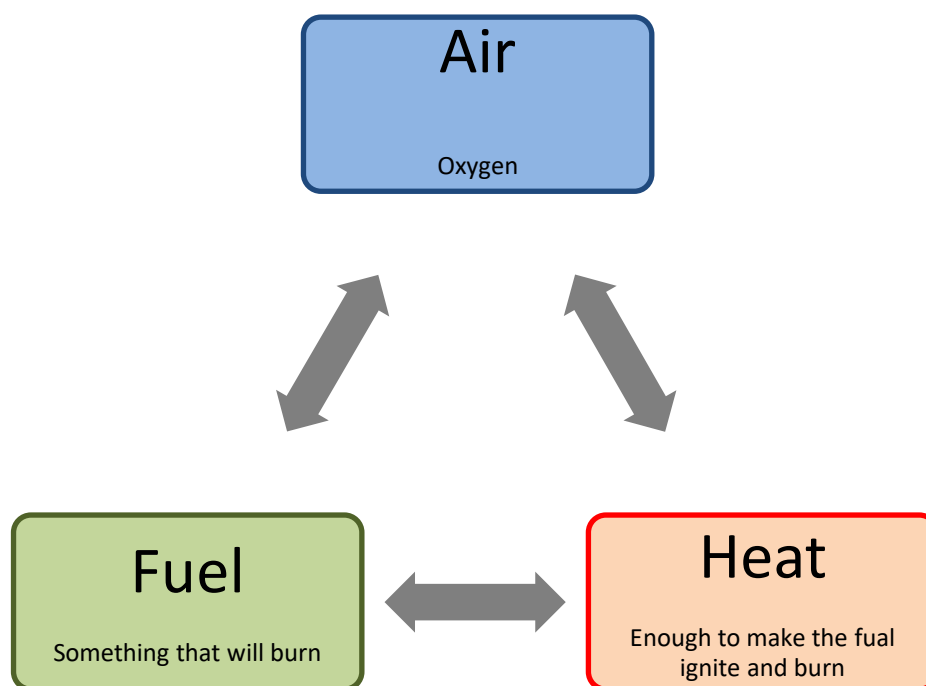 Air
Oxygen
Fuel
Something that will burn
Heat
Enough to make the fual
ignite and burn